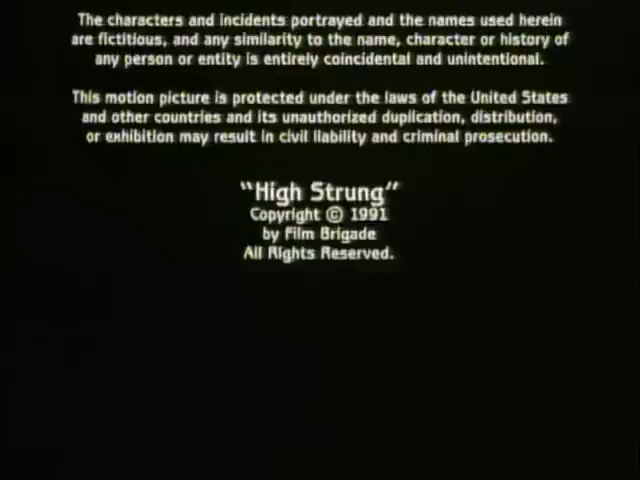 The characters and incidents portrayed and the names used herein
are fictitious, and any similarity to the name, character or history of
any person or entity is entirely coincidental and unintentional.
This motion picture is protected under the laws of the United States
and other countries and its unauthorized duplication, distribution,
or exhibition may result in civil liability and criminal prosecution.
"High Strung"
Copyright © 1991
by Film Brigade
All Rights Reserved.